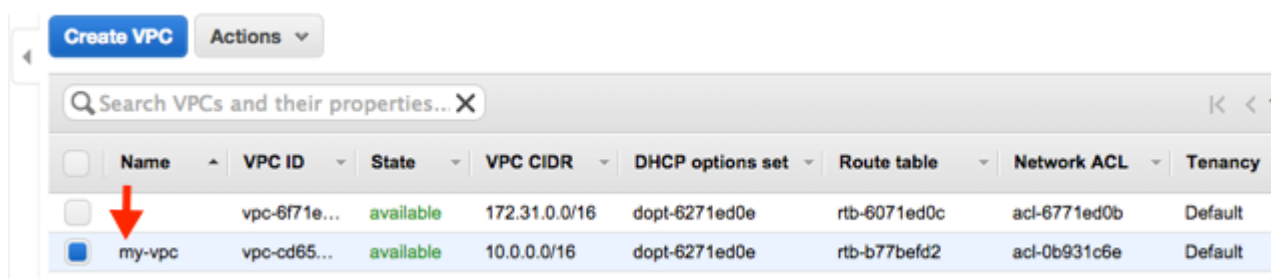 Create VPC Actions
Search VPCs and their properties...
Name VPC ID State VPC CIDR DHCP options set Route table Network ACL Tenancy
vpc-6f71e... available 172.31.0.0/16 dopt-6271ed0e rtb-6071ed0c acl-6771ed0b Default
my-vpc vpc-cd65... available 10.0.0.0/16 dopt-6271ed0e rtb-b77befd2 acl-0b931c6e Default